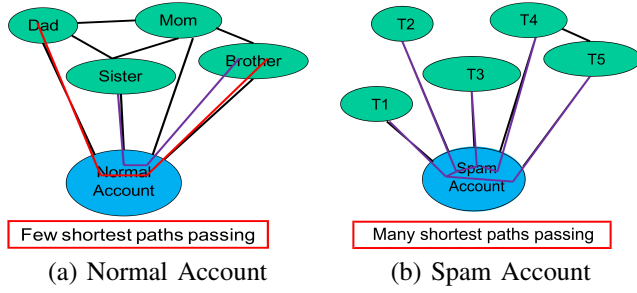 Dad
Mom
Sister
Brother
Normal
Account
Few shortest paths passing
(a) Normal Account
T2
T4
T3
T5
T1
Spam
Account
Many shortest paths passing
(b) Spam Account